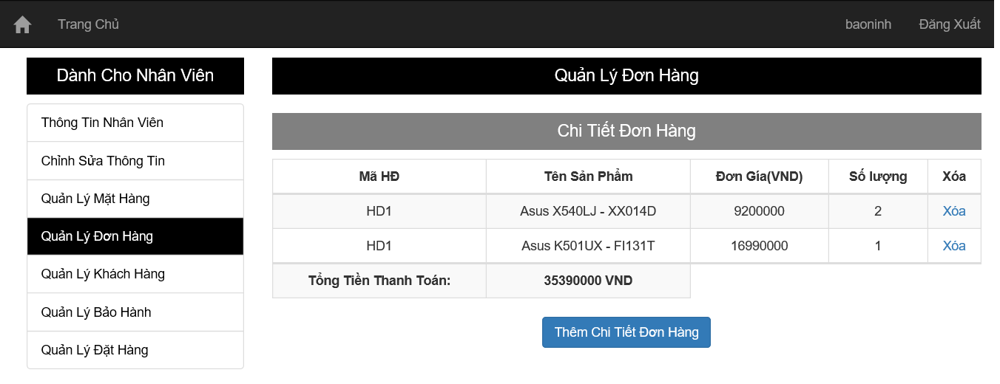 Trang Chủ baoninh Đăng Xuất
Dành Cho Nhân Viên
Thông Tin Nhân Viên
Chỉnh Sửa Thông Tin
Quản Lý Mặt Hàng
Quản Lý Đơn Hàng
Quản Lý Khách Hàng
Quản Lý Bảo Hành
Quản Lý Đặt Hàng
Quản Lý Đơn Hàng
Chi Tiết Đơn Hàng
Mã HĐ Tên Sản Phẩm Đơn Gía(VND) Số lượng Xóa
HD1 Asus X540LJ - XX014D 9200000 2 Xóa
HD1 Asus K501UX - FI131T 16990000 1 Xóa
Tổng Tiền Thanh Toán: 35390000 VND
Thêm Chi Tiết Đơn Hàng